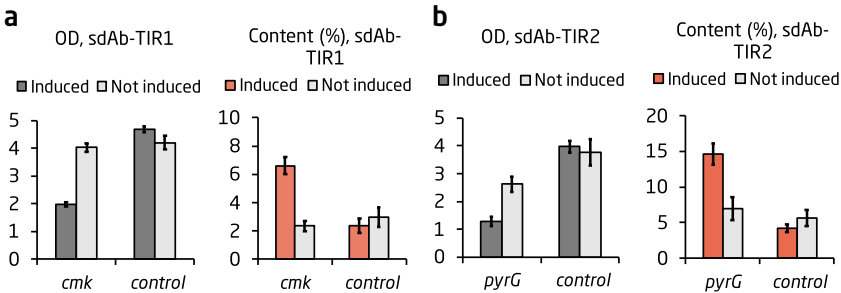 a
OD, sdAb-TIR1
Induced Not induced
5
4
3
2
1
0
cmk control
Content (%), sdAb-
TIR1
Induced Not induced
10
8
6
4
2
0
cmk control
b
OD, sdAb-TIR2
Induced Not induced
5
4
3
2
1
0
pyrG control
Content (%), sdAb-
TIR2
Induced Not induced
20
15
10
5
0
pyrG control